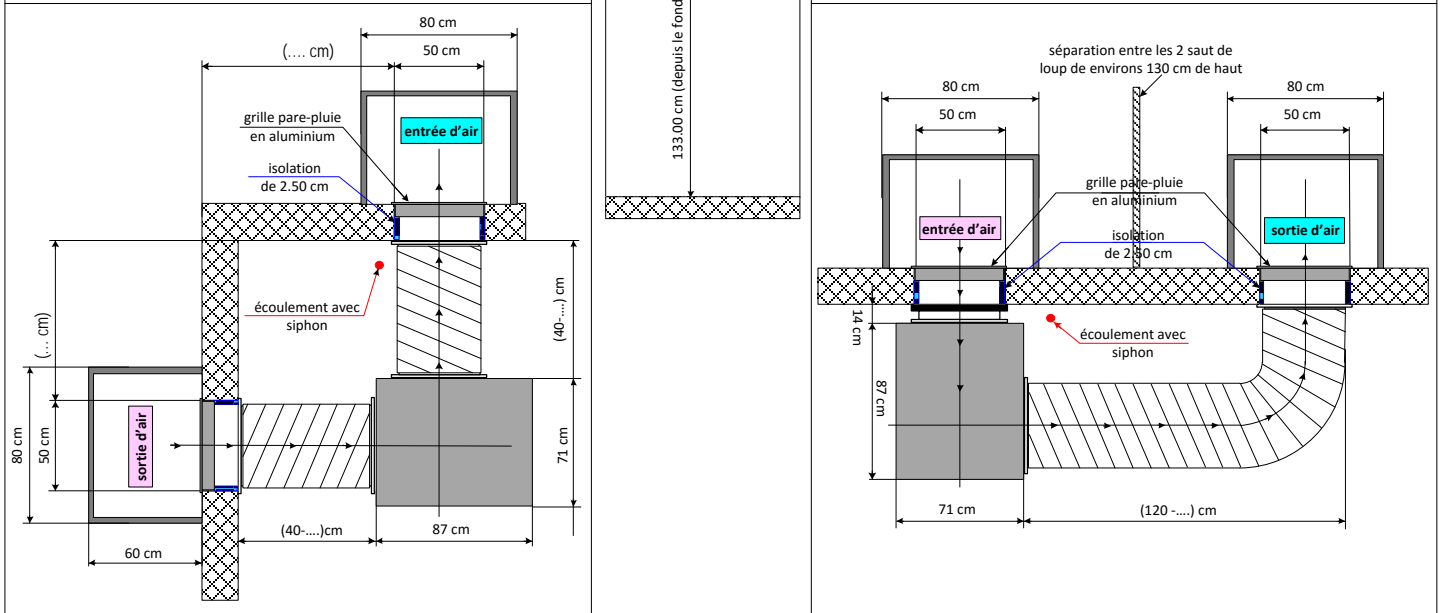 80 cm
50 cm
(.... cm)
grille pare-pluie
en aluminium
entrée d'air
isolation
de 2.50 cm
écoulement avec
siphon
(... cm)
(40-....) cm
80 cm
50 cm
sortie d'air
71 cm
(40-....)cm
87 cm
60 cm
133.00 cm (depuis le fond
séparation entre les 2 saut de
loup de environs 130 cm de haut
80 cm
80 cm
50 cm
50 cm
grille pare-pluie
en aluminium
entrée d'air
isolation
de 2.50 cm
sortie d'air
14 cm
écoulement avec
siphon
87 cm
71 cm
(120 -....) cm